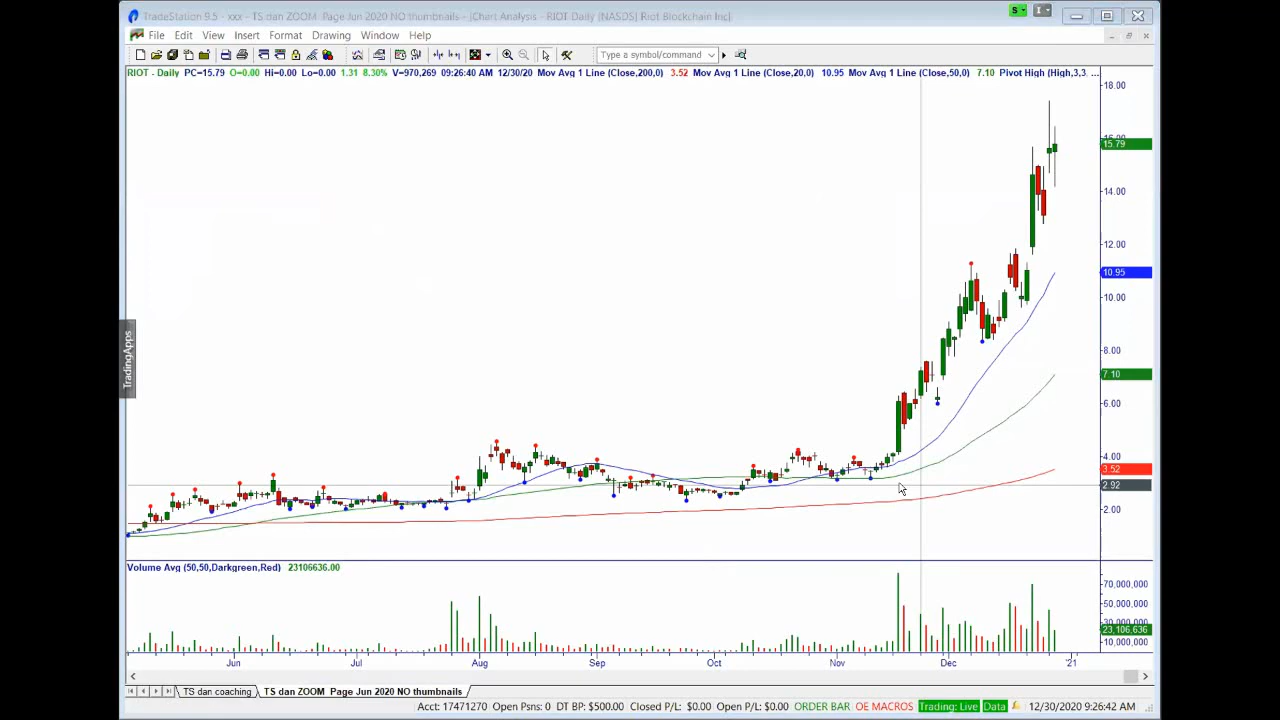 TradeStation 9.5 - xxx - TS dan ZOOM Page Jun 2020 NO thumbnails - [Chart Analysis - RIOT Daily [NASDS] Riot Blockchain Inc]
S I
File Edit View Insert Format Drawing Window Help
Type a symbol/command
RIOT - Daily PC=15.79 O=0.00 Hi=0.00 Lo=0.00 1.31 8.30% V=970,269 09:26:40 AM 12/30/20 Mov Avg 1 Line (Close,200,0) 3.52 Mov Avg 1 Line (Close,20,0) 10.95 Mov Avg 1 Line (Close,50,0) 7.10 Pivot High (High,3,3, ...
18.00
15.79
14.00
12.00
10.95
10.00
8.00
7.10
6.00
4.00
3.52
2.92
2.00
TradingApps
Volume Avg (50,50,Darkgreen,Red) 23106636.00
70,000,000
50,000,000
30,000,000
23,106,636
10,000,000
Jun Jul Aug Sep Oct Nov Dec '21
TS dan coaching TS dan ZOOM Page Jun 2020 NO thumbnails
Acct: 17471270 Open Psns: 0 DT BP: $500.00 Closed P/L: $0.00 Open P/L: $0.00 ORDER BAR OE MACROS Trading: Live Data 12/30/2020 9:26:42 AM